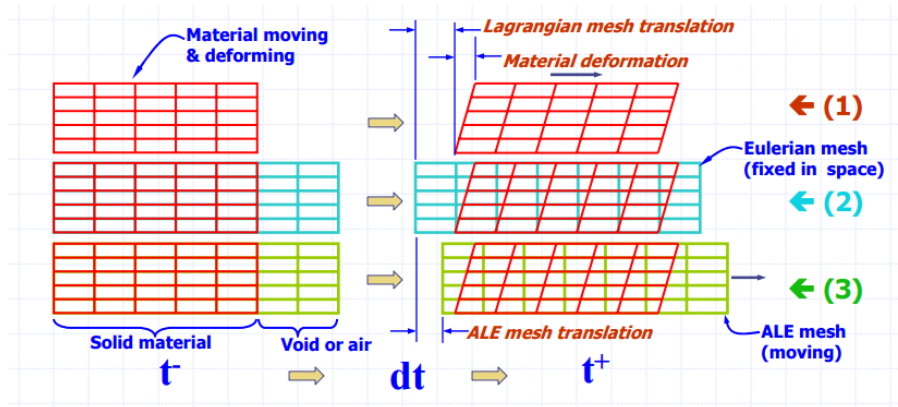 Material moving
& deforming
Lagrangian mesh translation
Material deformation
(1)
Eulerian mesh
(fixed in space)
(2)
(3)
Solid material
Void or air
ALE mesh translation
ALE mesh
(moving)
t-
dt
t+